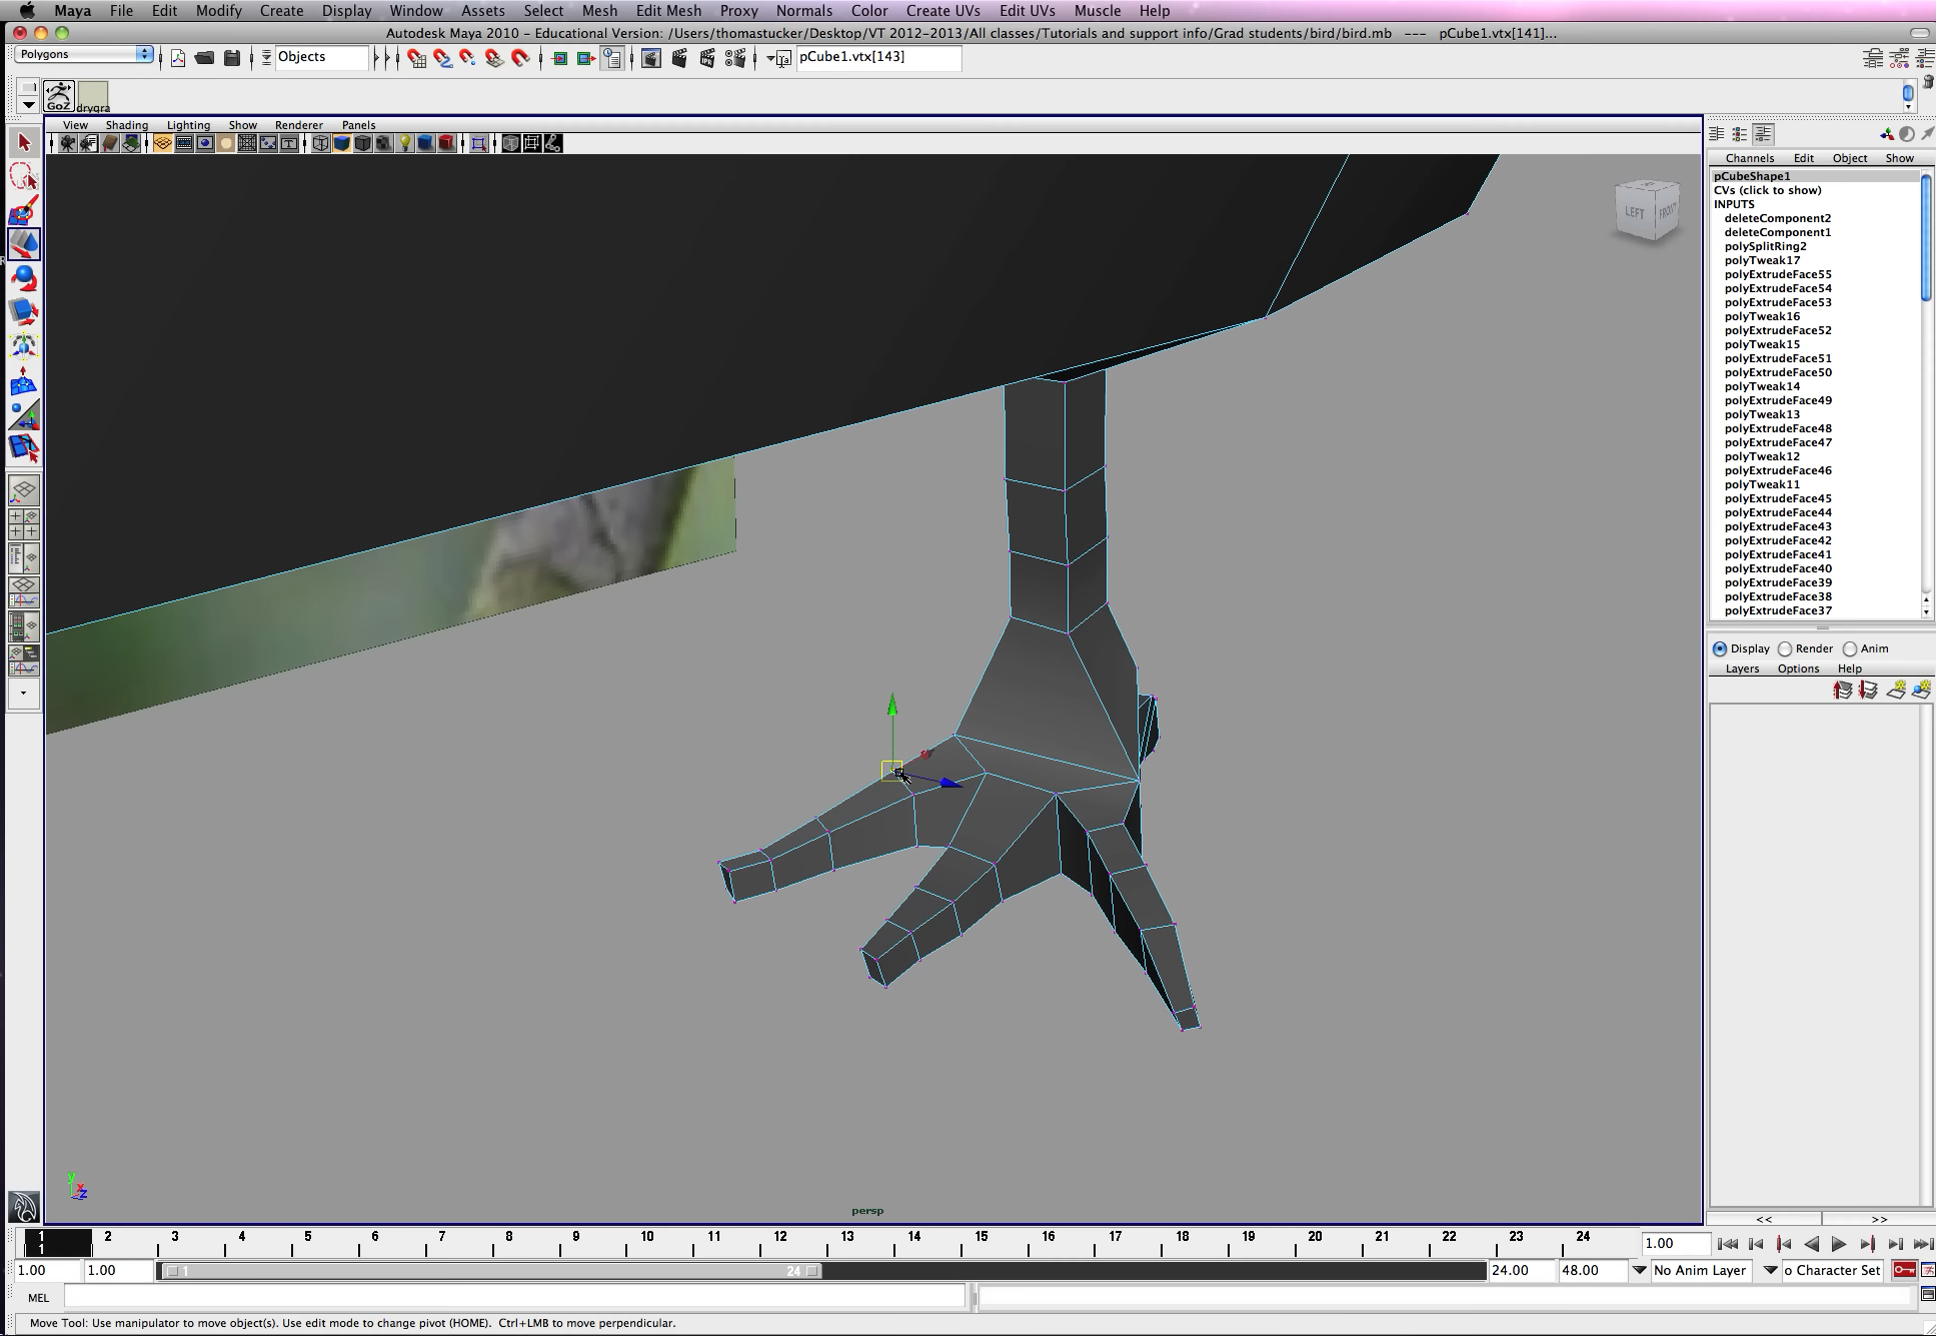 Maya File Edit Modify Create Display Window Assets Select Mesh Edit Mesh Proxy Normals Color Create UVs Edit UVs Muscle Help
Autodesk Maya 2010 - Educational Version: /Users/thomastucker/Desktop/VT 2012-2013/All classes/Tutorials and support info/Grad students/bird/bird.mb --- pCube1.vtx[141]...
Polygons Objects pCube1.vtx[143]
GoZ drygra
View Shading Lighting Show Renderer Panels
LEFT FRONT
Channels Edit Object Show
pCubeShape1
CVs (click to show)
INPUTS
deleteComponent2
deleteComponent1
polySplitRing2
polyTweak17
polyExtrudeFace55
polyExtrudeFace54
polyExtrudeFace53
polyTweak16
polyExtrudeFace52
polyTweak15
polyExtrudeFace51
polyExtrudeFace50
polyTweak14
polyExtrudeFace49
polyTweak13
polyExtrudeFace48
polyExtrudeFace47
polyTweak12
polyExtrudeFace46
polyTweak11
polyExtrudeFace45
polyExtrudeFace44
polyExtrudeFace43
polyExtrudeFace42
polyExtrudeFace41
polyExtrudeFace40
polyExtrudeFace39
polyExtrudeFace38
polyExtrudeFace37
Display Render Anim
Layers Options Help
y x z
persp
<< >>
1 2 3 4 5 6 7 8 9 10 11 12 13 14 15 16 17 18 19 20 21 22 23 24 1.00
1
1.00 1.00 1 24 24.00 48.00 No Anim Layer o Character Set
MEL
Move Tool: Use manipulator to move object(s). Use edit mode to change pivot (HOME). Ctrl+LMB to move perpendicular.